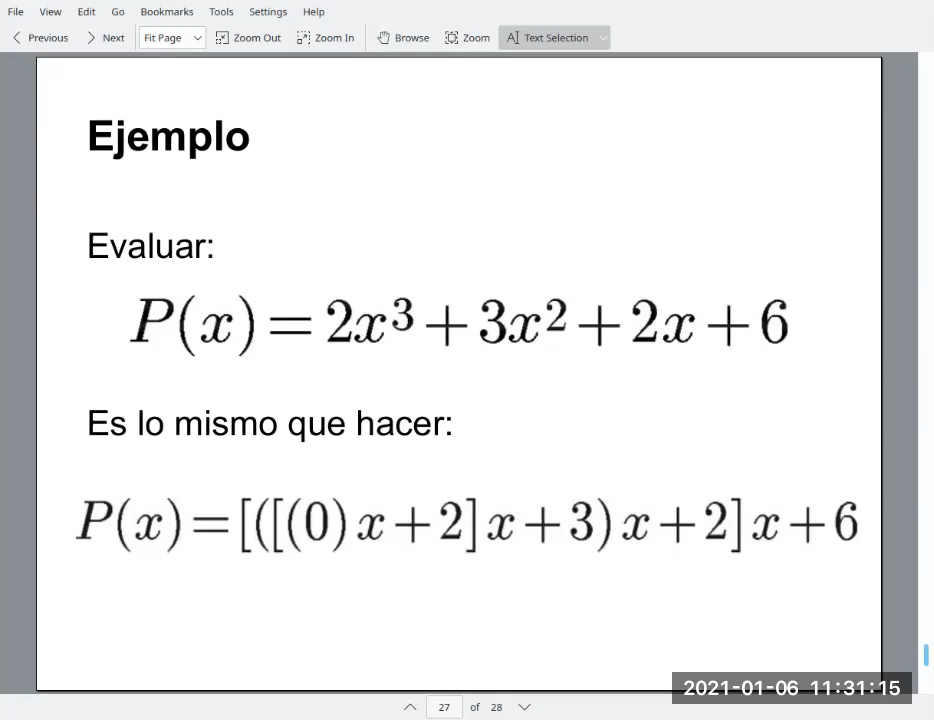 File View Edit Go Bookmarks Tools Settings Help
Previous Next Fit Page Zoom Out Zoom In Browse Zoom Text Selection
Ejemplo
Evaluar:
P(x) = 2x³ + 3x² + 2x + 6
Es lo mismo que hacer:
P(x) = [([(0) x + 2] x + 3) x + 2] x + 6
2021-01-06 11:31:15
27 of 28